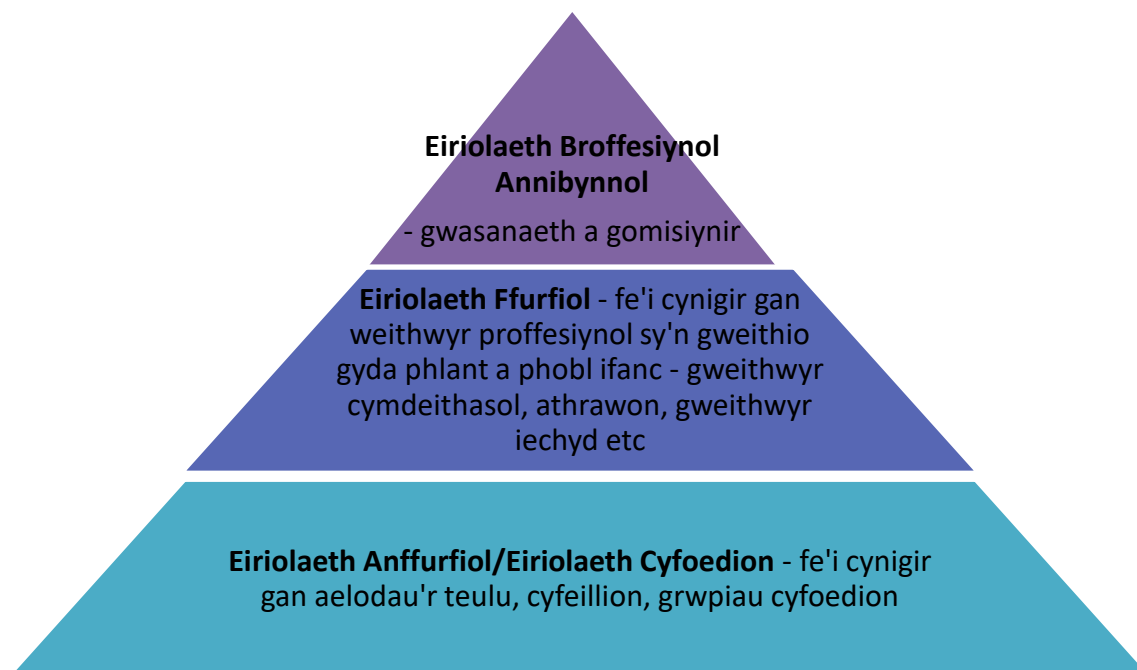 Eiriolaeth Broffesiynol
Annibynnol
- gwasanaeth a gomisiynir
Eiriolaeth Ffurfiol - fe'i cynigir gan
weithwyr proffesiynol sy'n gweithio
gyda phlant a phobl ifanc - gweithwyr
cymdeithasol, athrawon, gweithwyr
iechyd etc
Eiriolaeth Anffurfiol/Eiriolaeth Cyfoedion - fe'i cynigir
gan aelodau'r teulu, cyfeillion, grwpiau cyfoedion